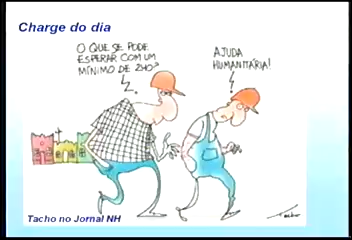 Charge do dia
O QUE SE PODE
ESPERAR COM UM
MÍNIMO DE 240?
AJUDA
HUMANITÁRIA!
Tacho no Jornal NH
Tacho